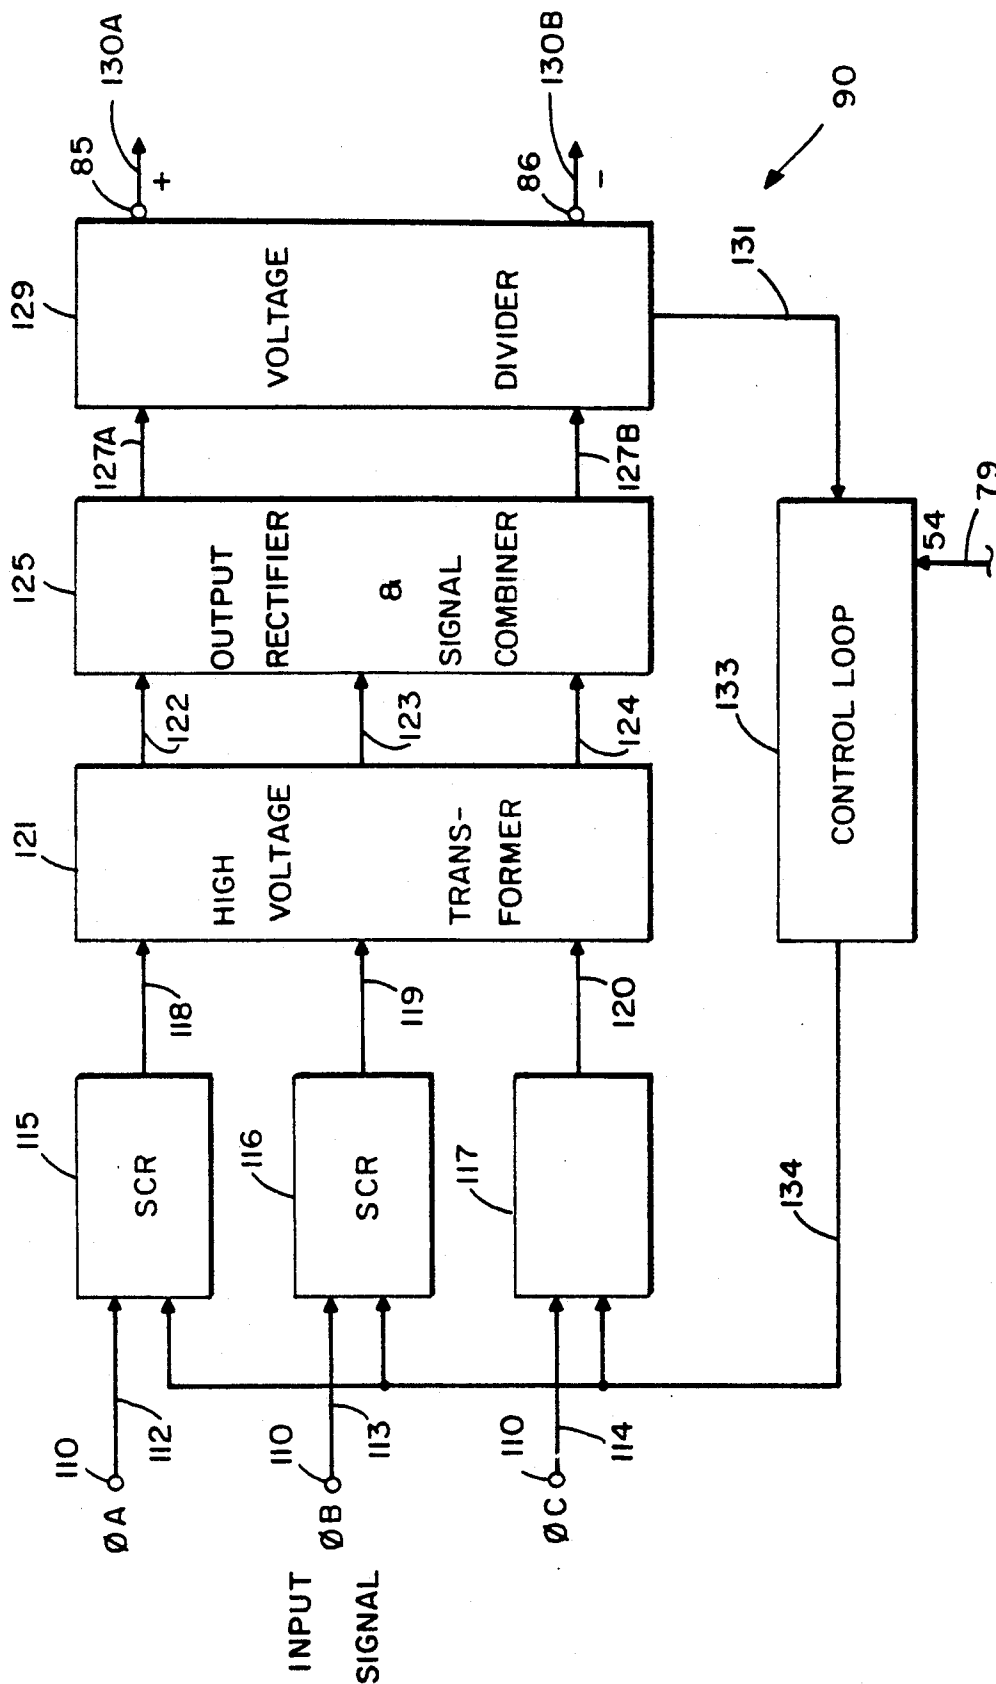 INPUT
SIGNAL
ØA
110
112
ØB
110
113
ØC
110
114
115
SCR
116
SCR
117
118
119
120
121
HIGH
VOLTAGE
TRANS-
FORMER
122
123
124
125
OUTPUT
RECTIFIER
&
SIGNAL
COMBINER
127A
127B
129
VOLTAGE
DIVIDER
85
+
130A
86
−
130B
131
133
CONTROL LOOP
54
79
134
90